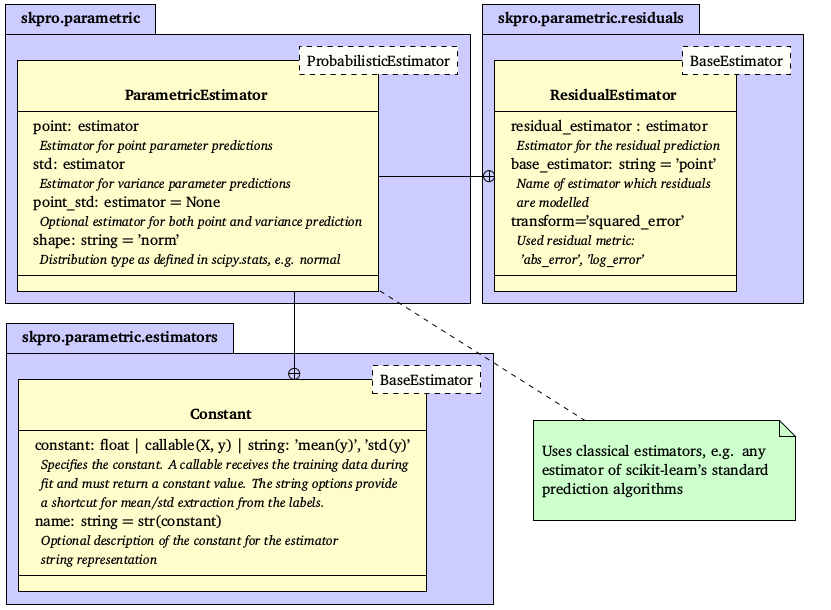 skpro.parametric
ProbabilisticEstimator
ParametricEstimator
point: estimator
Estimator for point parameter predictions
std: estimator
Estimator for variance parameter predictions
point_std: estimator = None
Optional estimator for both point and variance prediction
shape: string = ’norm’
Distribution type as defined in scipy.stats, e.g. normal
skpro.parametric.residuals
BaseEstimator
ResidualEstimator
residual_estimator : estimator
Estimator for the residual prediction
base_estimator: string = ’point’
Name of estimator which residuals
are modelled
transform=’squared_error’
Used residual metric:
’abs_error’, ’log_error’
skpro.parametric.estimators
BaseEstimator
Constant
constant: float | callable(X, y) | string: ’mean(y)’, ’std(y)’
Specifies the constant. A callable receives the training data during
fit and must return a constant value. The string options provide
a shortcut for mean/std extraction from the labels.
name: string = str(constant)
Optional description of the constant for the estimator
string representation
Uses classical estimators, e.g. any
estimator of scikit-learn’s standard
prediction algorithms